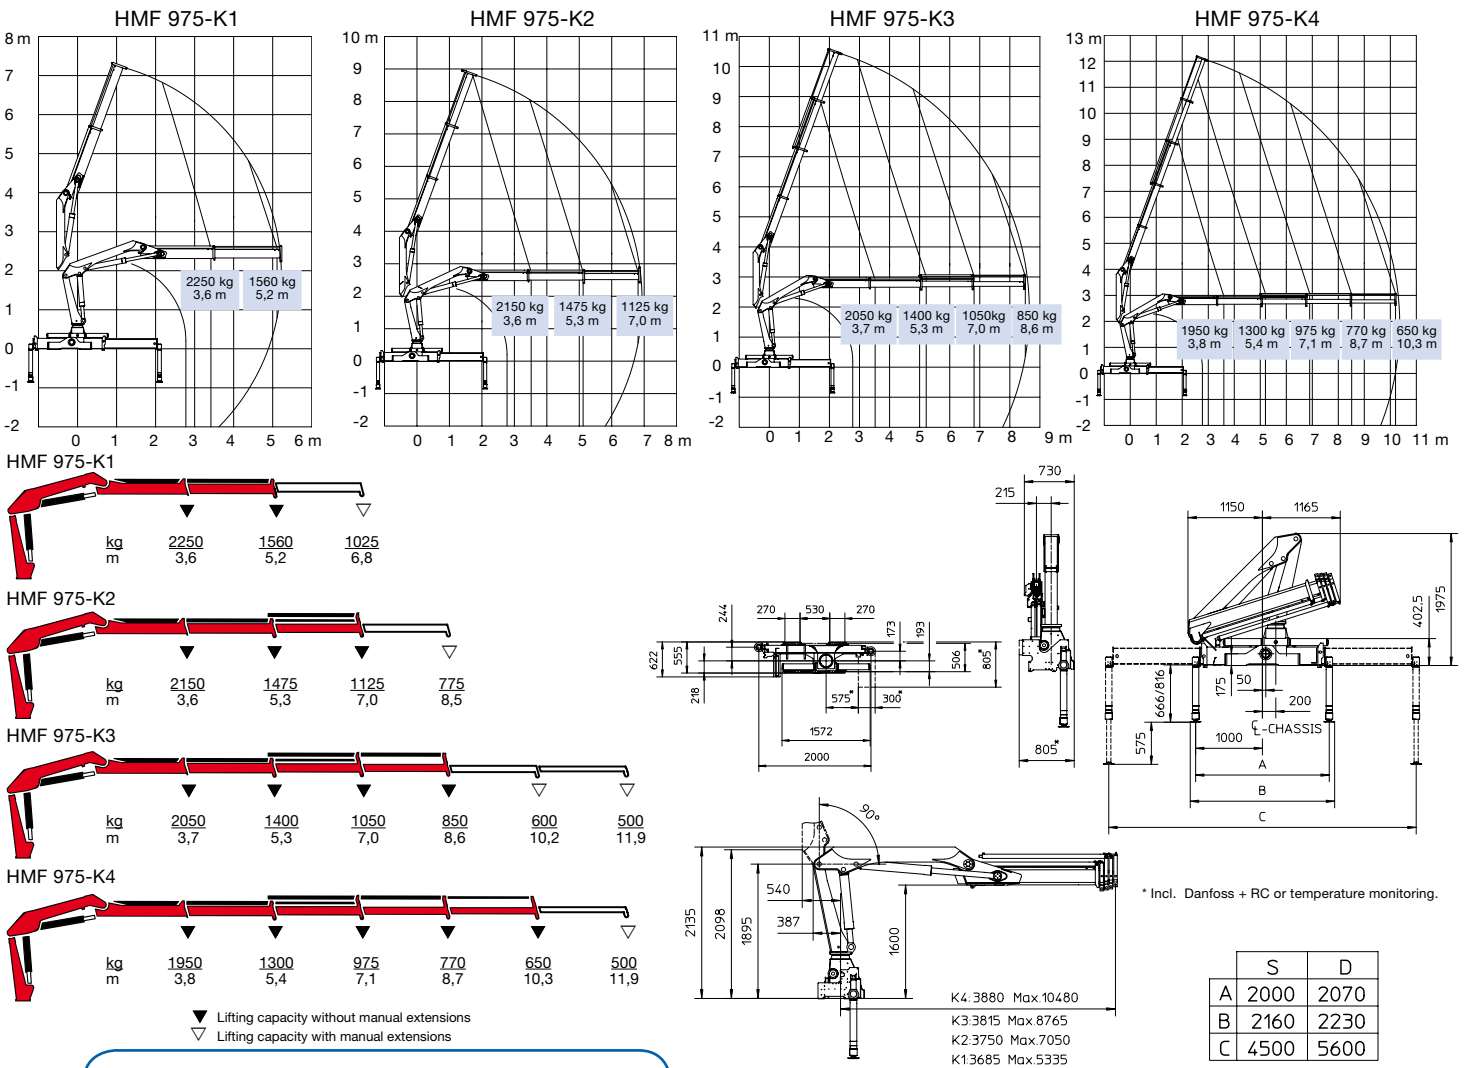 HMF 975-K1
HMF 975-K2
HMF 975-K3
HMF 975-K4
8 m
7
6
5
4
3
2
1
0
-1
-2
0 1 2 3 4 5 6 m
2250 kg 1560 kg
3,6 m 5,2 m
10 m
9
8
7
6
5
4
3
2
1
0
-1
-2
0 1 2 3 4 5 6 7 8 m
2150 kg 1475 kg 1125 kg
3,6 m 5,3 m 7,0 m
11 m
10
9
8
7
6
5
4
3
2
1
0
-1
-2
0 1 2 3 4 5 6 7 8 9 m
2050 kg 1400 kg 1050kg 850 kg
3,7 m 5,3 m 7,0 m 8,6 m
13 m
12
11
10
9
8
7
6
5
4
3
2
1
0
-1
-2
0 1 2 3 4 5 6 7 8 9 10 11 m
1950 kg 1300 kg 975 kg 770 kg 650 kg
3,8 m 5,4 m 7,1 m 8,7 m 10,3 m
HMF 975-K1
kg 2250 1560 1025
m 3,6 5,2 6,8
HMF 975-K2
kg 2150 1475 1125 775
m 3,6 5,3 7,0 8,5
HMF 975-K3
kg 2050 1400 1050 850 600 500
m 3,7 5,3 7,0 8,6 10,2 11,9
HMF 975-K4
kg 1950 1300 975 770 650 500
m 3,8 5,4 7,1 8,7 10,3 11,9
▼ Lifting capacity without manual extensions
▽ Lifting capacity with manual extensions
244
270 530 270
173
193
622
555
218
506
805*
575* 300*
1572
2000
730
215
805*
1150 1165
1975
402,5
666/816
575
175
50
200
℄-CHASSIS
1000
A
B
C
90°
540
387
2135
2098
1895
1600
K4:3880 Max.10480
K3:3815 Max.8765
K2:3750 Max.7050
K1:3685 Max.5335
* Incl. Danfoss + RC or temperature monitoring.
S D
A 2000 2070
B 2160 2230
C 4500 5600